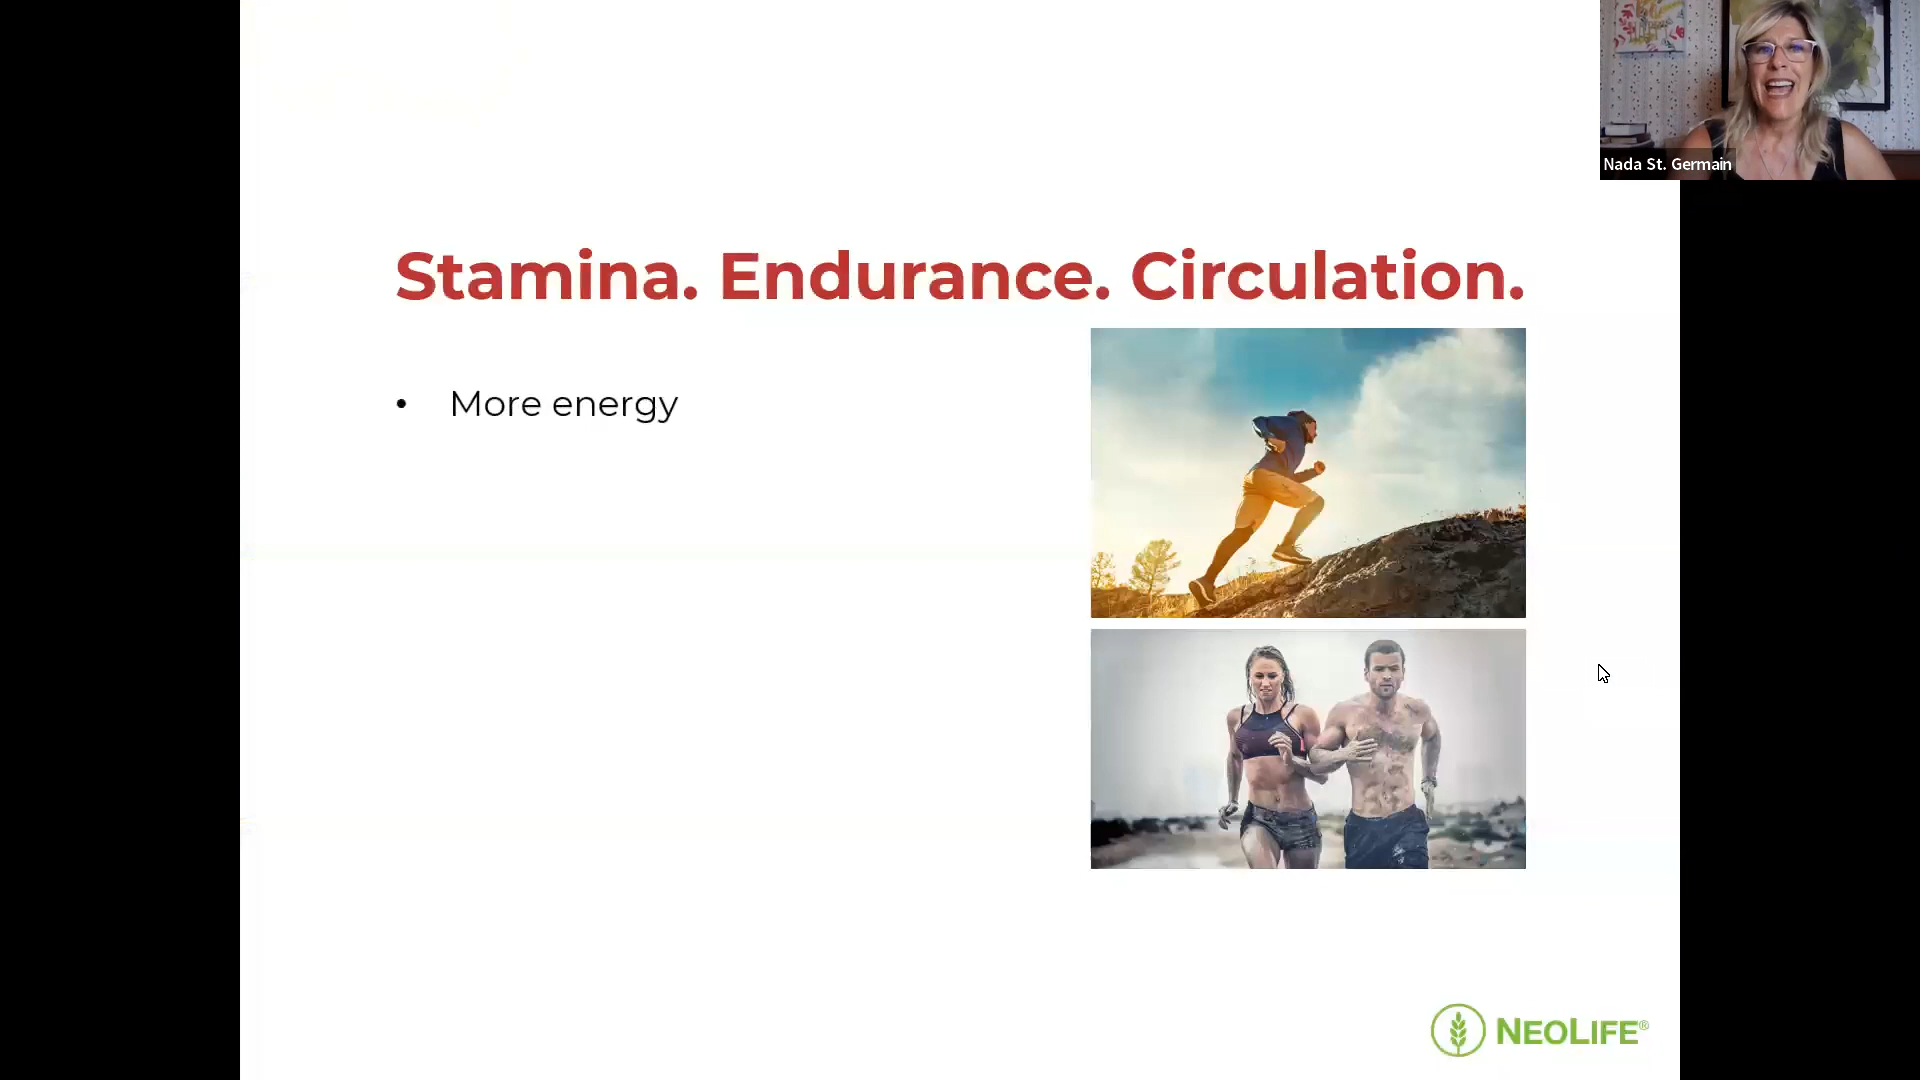 Nada St. Germain
Stamina. Endurance. Circulation.
• More energy
NEOLIFE®